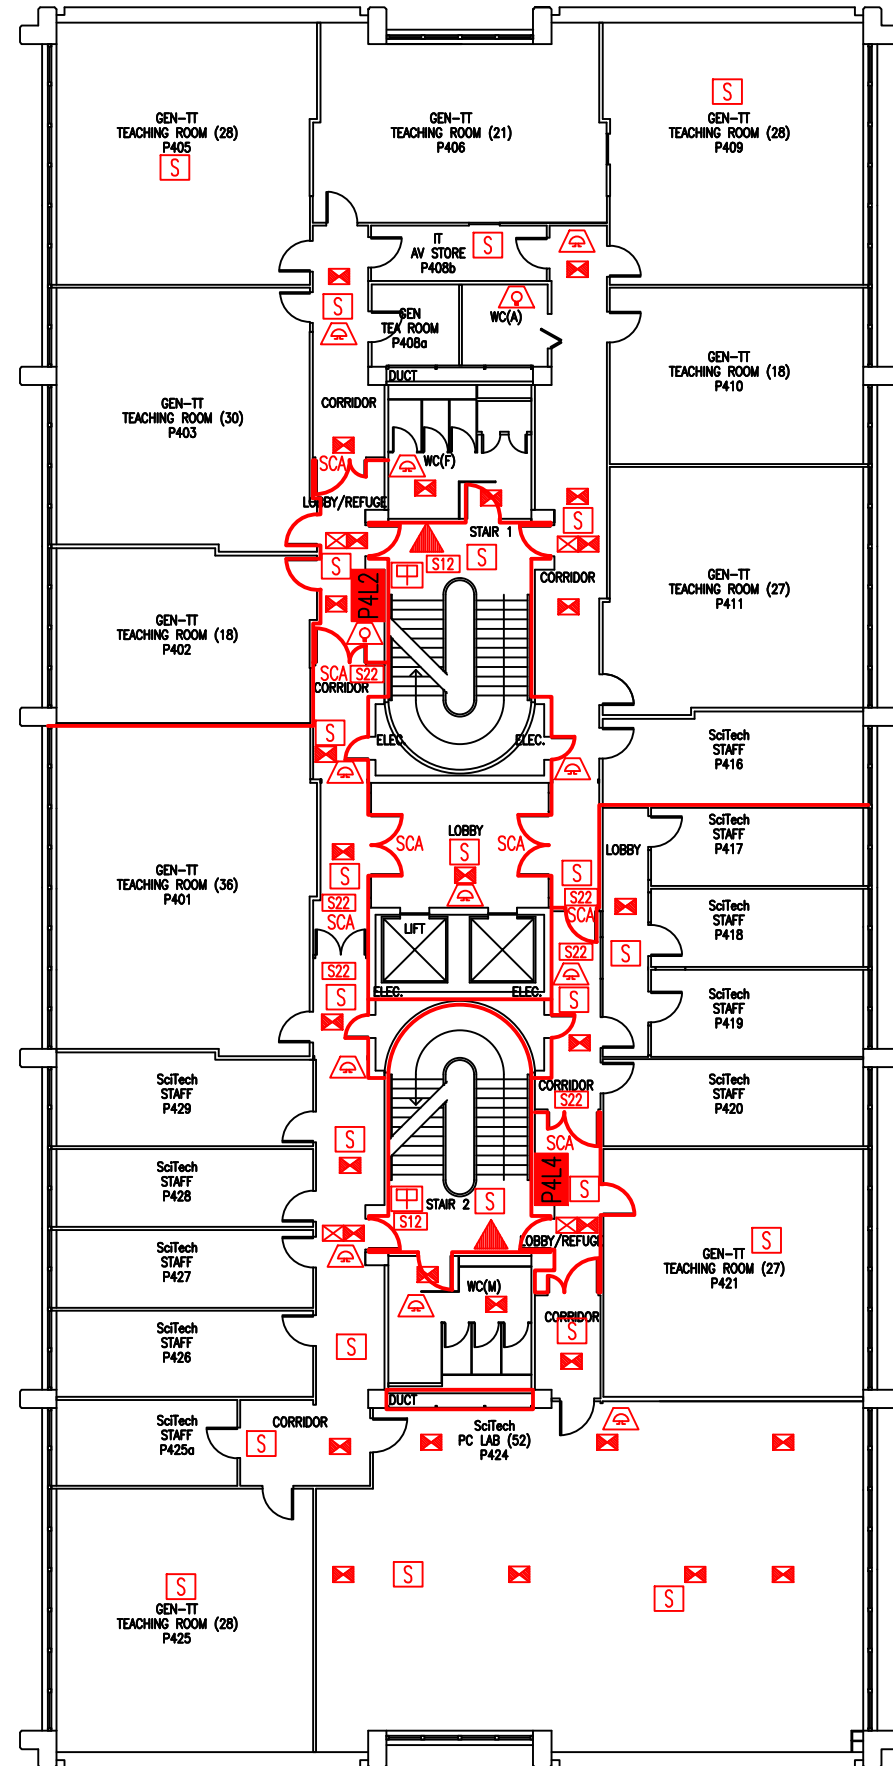 S
GEN-TT
TEACHING ROOM (28)
P405
S
GEN-TT
TEACHING ROOM (21)
P406
GEN-TT
TEACHING ROOM (28)
P409
IT
AV STORE
P408b
S
S
GEN
TEA ROOM
P408a
WC(A)
DUCT
GEN-TT
TEACHING ROOM (18)
P410
CORRIDOR
GEN-TT
TEACHING ROOM (30)
P403
SCA
WC(F)
LOBBY/REFUGE
S
STAIR 1
S12
S
S
P4L2
CORRIDOR
GEN-TT
TEACHING ROOM (27)
P411
GEN-TT
TEACHING ROOM (18)
P402
SCA
S22
CORRIDOR
S
ELEC.
ELEC.
SciTech
STAFF
P416
LOBBY
SCA
SCA
S
SciTech
STAFF
P417
LOBBY
GEN-TT
TEACHING ROOM (36)
P401
S
S
S22
S22
SCA
SCA
LIFT
SciTech
STAFF
P418
S22
S
S22
S
S
ELEC.
ELEC.
SciTech
STAFF
P419
SciTech
STAFF
P429
CORRIDOR
S22
SciTech
STAFF
P420
S
SCA
SciTech
STAFF
P428
P4L4
S
S
STAIR 2
S12
LOBBY/REFUGE
S
SciTech
STAFF
P427
GEN-TT
TEACHING ROOM (27)
P421
WC(M)
CORRIDOR
S
SciTech
STAFF
P426
S
DUCT
SciTech
STAFF
P425a
CORRIDOR
S
SciTech
PC LAB (52)
P424
S
S
S
GEN-TT
TEACHING ROOM (28)
P425